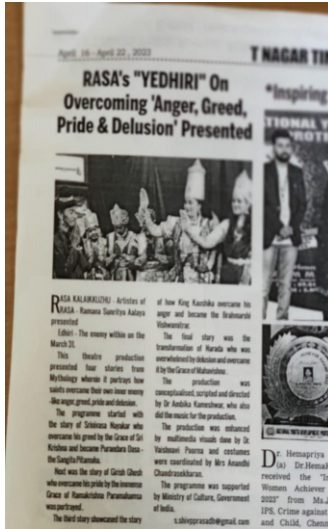 April 16 - April 22, 2023
T NAGAR TIM
RASA's "YEDHIRI" On
Overcoming 'Anger, Greed,
Pride & Delusion' Presented
RASA KALAIKUZHU - Artistes of
RASA - Ramana Sunritya Aalaya
presented
Edhiri - The enemy within on the
March 31.
This theatre production
presented four stories from
Mythology wherein it portrays how
saints overcame their own inner enemy
-like anger, greed, pride and delusion.
The programme started with
the story of Srinivasa Nayakar who
overcame his greed by the Grace of Sri
Krishna and became Purandara Dasa -
the Sangita Pitamaha.
Next was the story of Girish Ghosh
who overcame his pride by the immense
Grace of Ramakrishna Paramahamsa
was portrayed.
The third story showcased the story
of how King Kaushika overcame his
anger and became the Brahmarshi
Vishwamitra.
The final story was the
transformation of Narada who was
overwhelmed by delusion and overcame
it by the Grace of Mahavishnu.
The production was
conceptualised, scripted and directed
by Dr Ambika Kameshwar, who also
did the music for the production.
The production was enhanced
by multimedia visuals done by Dr.
Vaishnavi Poorna and costumes
were coordinated by Mrs Anandhi
Chandrasekharan.
The programme was supported
by Ministry of Culture, Government
of India.
s.shivpprasadh@gmail.com
"Inspiring
TIONAL Y
PROTE
Dr. Hemapriya
(a) Dr.HemaM
received the "In
Women Achiever
2023" from Ms.J
IPS, Crime against
and Child, Ghe